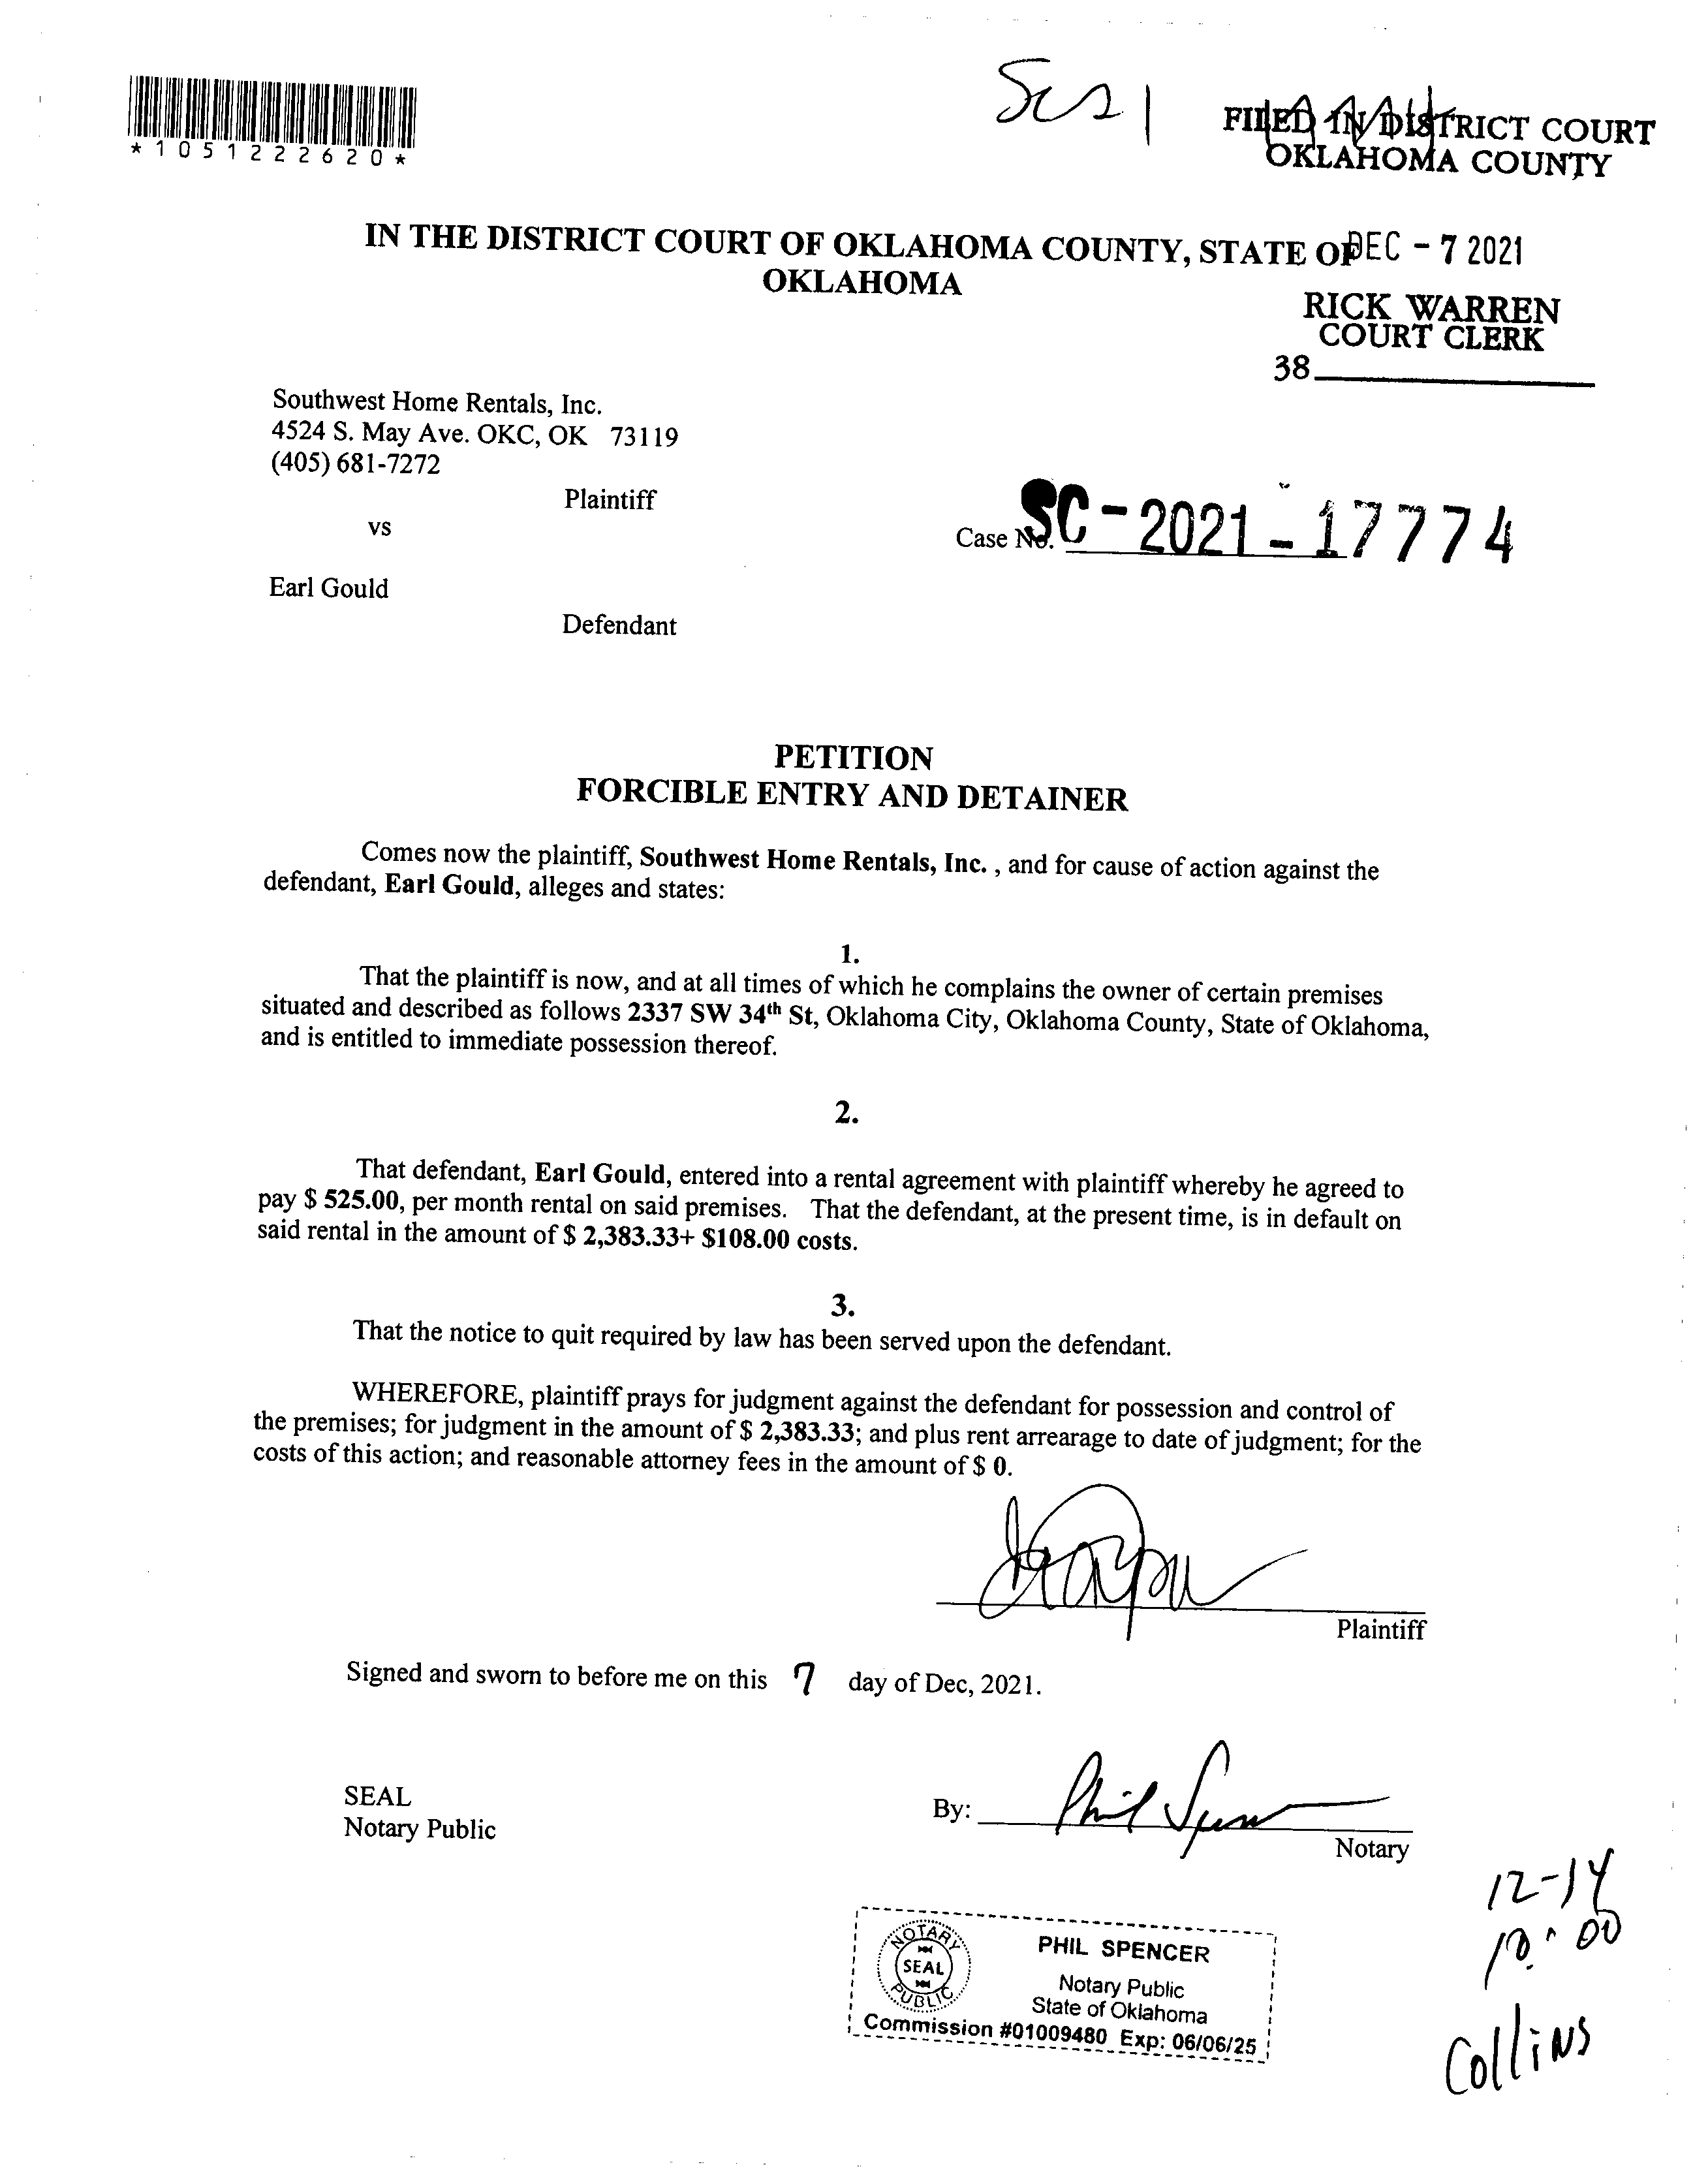 *1051222620*
FILED IN DISTRICT COURT
OKLAHOMA COUNTY
IN THE DISTRICT COURT OF OKLAHOMA COUNTY, STATE OF
OKLAHOMA
DEC - 7 2021
RICK WARREN
COURT CLERK
38
Southwest Home Rentals, Inc.
4524 S. May Ave. OKC, OK 73119
(405) 681-7272
Plaintiff
vs
Case No. SC-2021-17774
Earl Gould
Defendant
PETITION
FORCIBLE ENTRY AND DETAINER
Comes now the plaintiff, Southwest Home Rentals, Inc. , and for cause of action against the
defendant, Earl Gould, alleges and states:
1.
That the plaintiff is now, and at all times of which he complains the owner of certain premises
situated and described as follows 2337 SW 34th St, Oklahoma City, Oklahoma County, State of Oklahoma,
and is entitled to immediate possession thereof.
2.
That defendant, Earl Gould, entered into a rental agreement with plaintiff whereby he agreed to
pay $ 525.00, per month rental on said premises. That the defendant, at the present time, is in default on
said rental in the amount of $ 2,383.33+ $108.00 costs.
3.
That the notice to quit required by law has been served upon the defendant.
WHEREFORE, plaintiff prays for judgment against the defendant for possession and control of
the premises; for judgment in the amount of $ 2,383.33; and plus rent arrearage to date of judgment; for the
costs of this action; and reasonable attorney fees in the amount of $ 0.
Plaintiff
Signed and sworn to before me on this 7 day of Dec, 2021.
SEAL
Notary Public
By: Phil Spencer
Notary
12-14
10:00
Collins
NOTARY
SEAL
PUBLIC
PHIL SPENCER
Notary Public
State of Oklahoma
Commission #01009480 Exp: 06/06/25